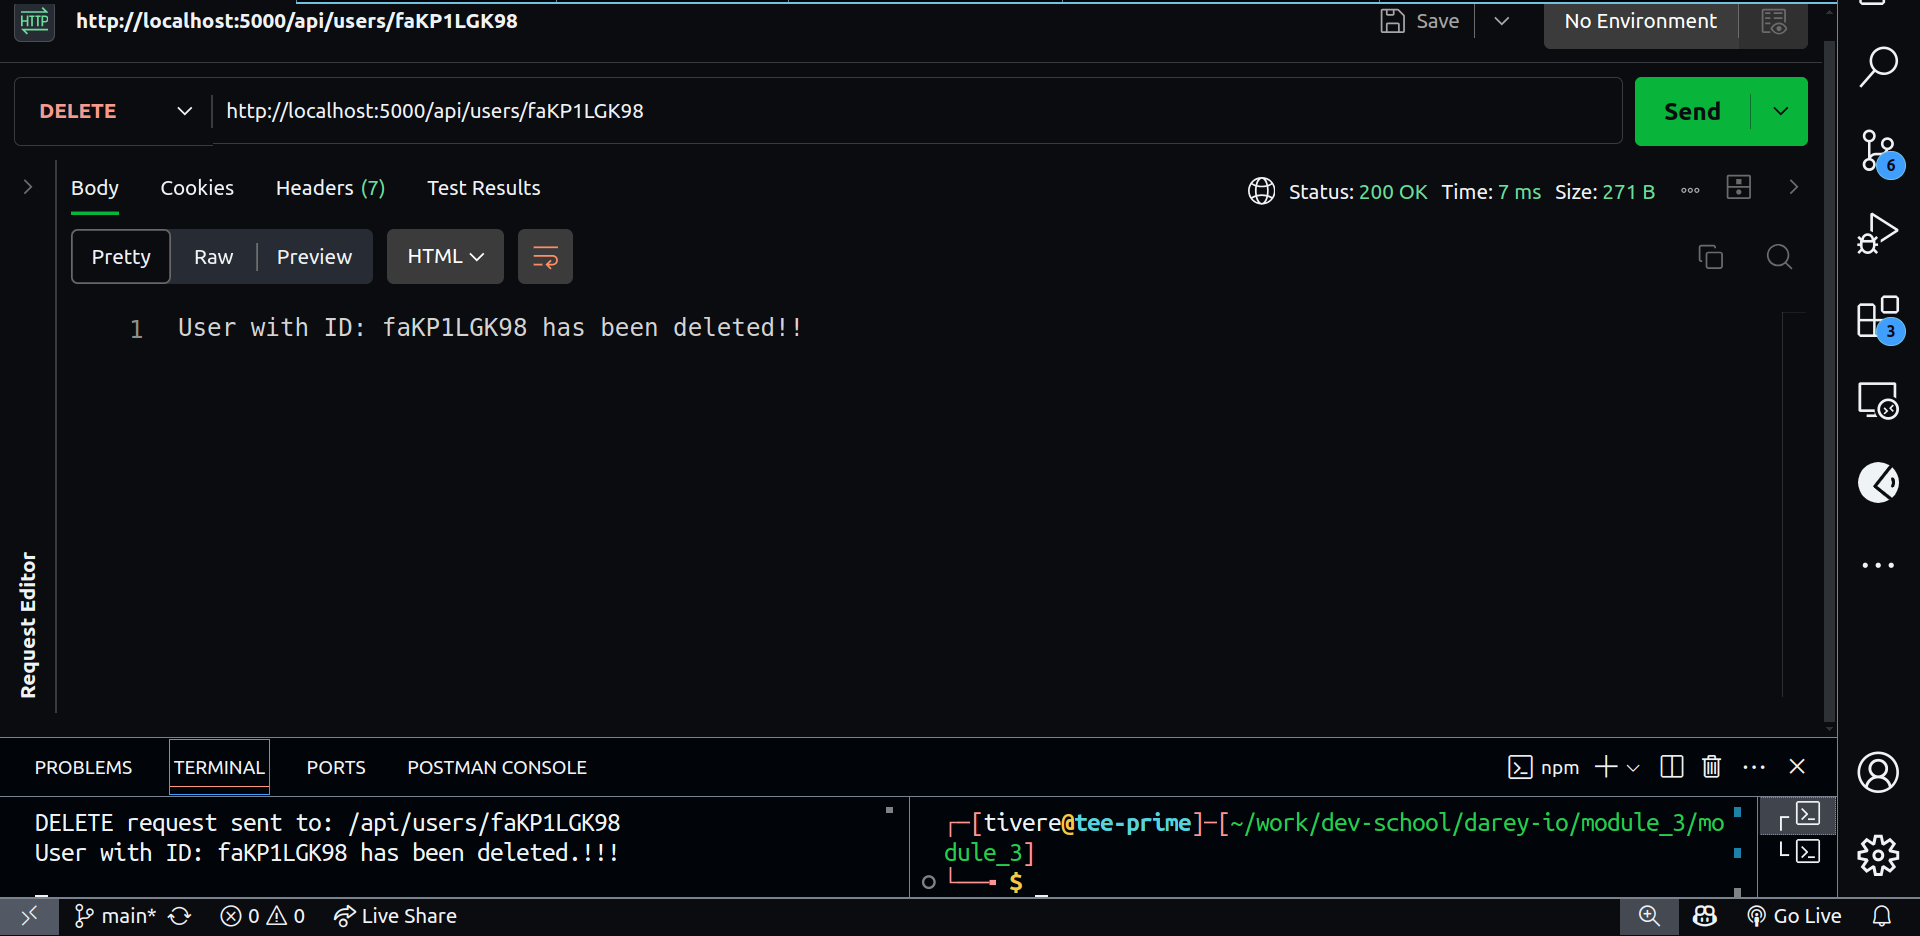 HTTP http://localhost:5000/api/users/faKP1LGK98 Save No Environment
DELETE http://localhost:5000/api/users/faKP1LGK98 Send
Body Cookies Headers (7) Test Results Status: 200 OK Time: 7 ms Size: 271 B
6
Pretty Raw Preview HTML
1 User with ID: faKP1LGK98 has been deleted!!
3
Request Editor
PROBLEMS TERMINAL PORTS POSTMAN CONSOLE npm
DELETE request sent to: /api/users/faKP1LGK98
User with ID: faKP1LGK98 has been deleted.!!!
┌─[tivere@tee-prime]─[~/work/dev-school/darey-io/module_3/mo
dule_3]
└──╼ $
main* 0 0 Live Share Go Live